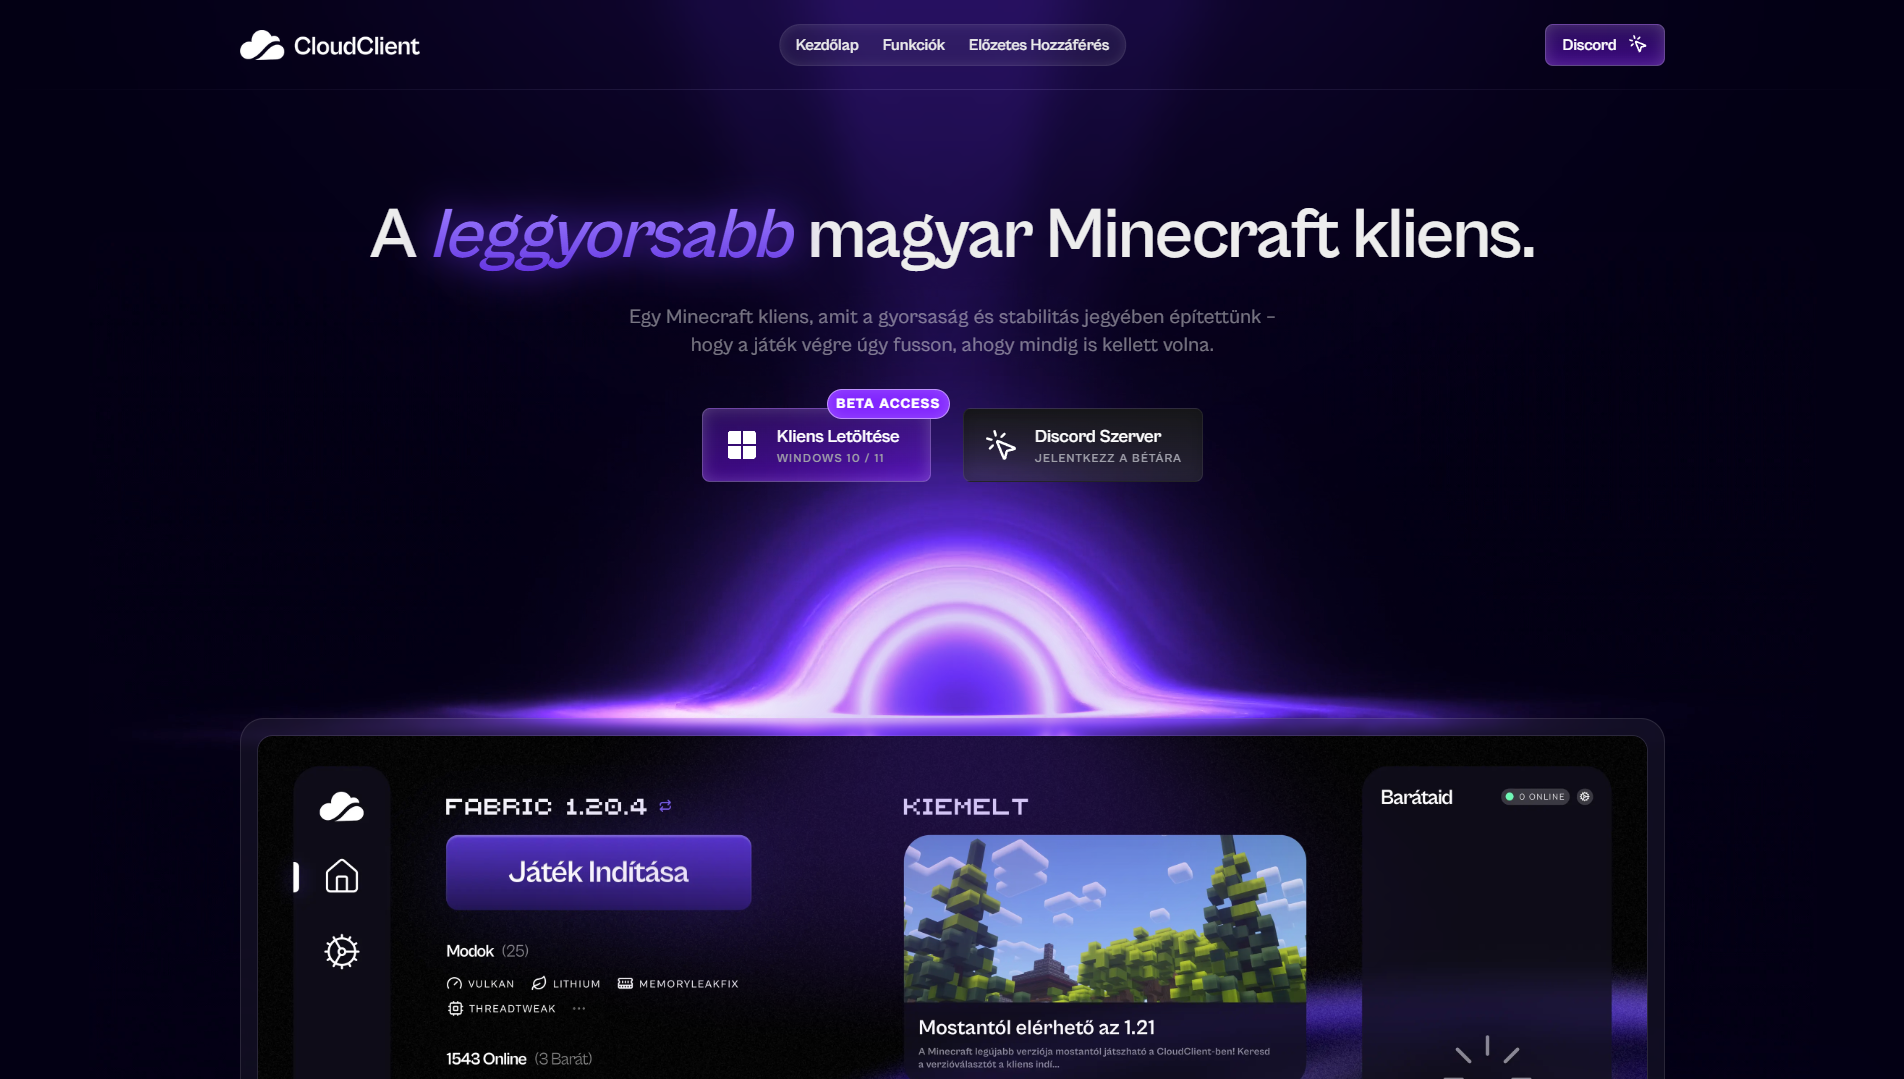 CloudClient
Kezdőlap Funkciók Előzetes Hozzáférés
Discord
A leggyorsabb magyar Minecraft kliens.
Egy Minecraft kliens, amit a gyorsaság és stabilitás jegyében építettünk –
hogy a játék végre úgy fusson, ahogy mindig is kellett volna.
BETA ACCESS
Kliens Letöltése
WINDOWS 10 / 11
Discord Szerver
JELENTKEZZ A BÉTÁRA
FABRIC 1.20.4
Játék Indítása
Modok (25)
VULKAN LITHIUM MEMORYLEAKFIX
THREADTWEAK ...
1543 Online (3 Barát)
KIEMELT
Mostantól elérhető az 1.21
A Minecraft legújabb verziója mostantól játszható a CloudClient-ben! Keresd
a verzióválasztót a kliens indí...
Barátaid
0 ONLINE